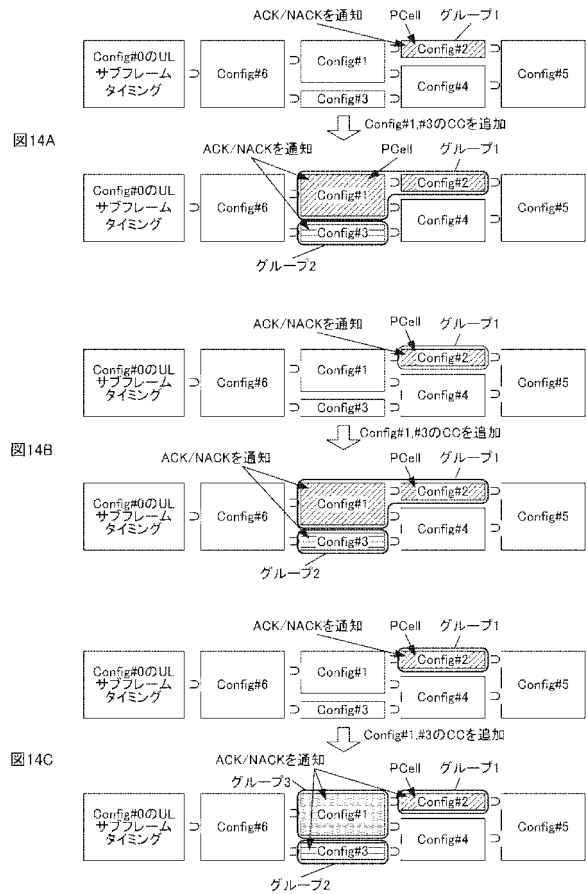 ACK/NACKを通知 PCell グループ1
Config#0のUL
サブフレーム
タイミング
⊃
Config#6
⊃
Config#1
⊃
Config#3
⊃
Config#2
⊃
Config#4
⊃
Config#5
Config#1,#3のCCを追加
図14A
ACK/NACKを通知 PCell グループ1
Config#0のUL
サブフレーム
タイミング
⊃
Config#6
⊃
Config#1
⊃
Config#3
⊃
Config#2
⊃
Config#4
⊃
Config#5
グループ2
ACK/NACKを通知 PCell グループ1
Config#0のUL
サブフレーム
タイミング
⊃
Config#6
⊃
Config#1
⊃
Config#3
⊃
Config#2
⊃
Config#4
⊃
Config#5
Config#1,#3のCCを追加
図14B
ACK/NACKを通知 PCell グループ1
Config#0のUL
サブフレーム
タイミング
⊃
Config#6
⊃
Config#1
⊃
Config#3
⊃
Config#2
⊃
Config#4
⊃
Config#5
グループ2
ACK/NACKを通知 PCell グループ1
Config#0のUL
サブフレーム
タイミング
⊃
Config#6
⊃
Config#1
⊃
Config#3
⊃
Config#2
⊃
Config#4
⊃
Config#5
Config#1,#3のCCを追加
図14C
ACK/NACKを通知
グループ3 PCell グループ1
Config#0のUL
サブフレーム
タイミング
⊃
Config#6
⊃
Config#1
⊃
Config#3
⊃
Config#2
⊃
Config#4
⊃
Config#5
グループ2